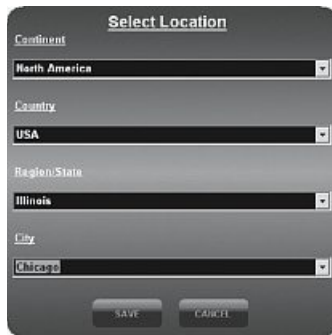 Select Location
Continent
North America
Country
USA
Region/State
Illinois
City
Chicago
SAVE CANCEL